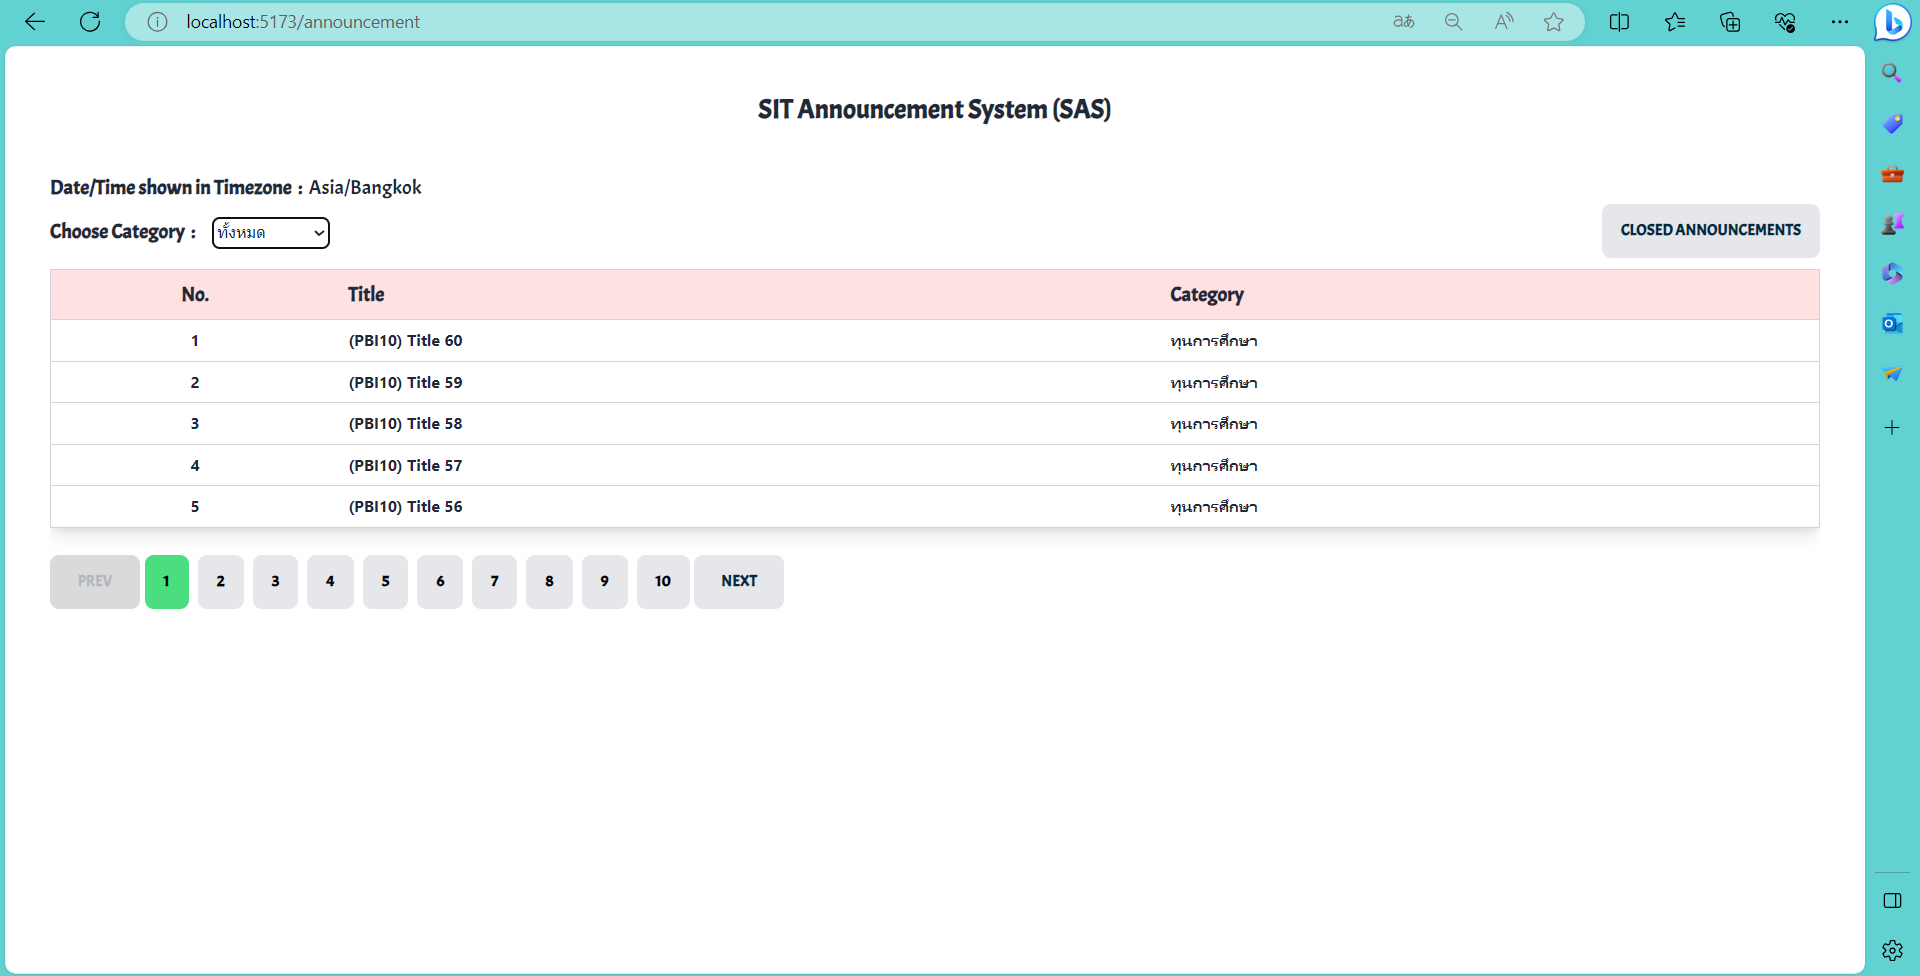 localhost:5173/announcement
SIT Announcement System (SAS)
Date/Time shown in Timezone : Asia/Bangkok
Choose Category : ทั้งหมด
CLOSED ANNOUNCEMENTS
No. Title Category
1 (PBI10) Title 60 ทุนการศึกษา
2 (PBI10) Title 59 ทุนการศึกษา
3 (PBI10) Title 58 ทุนการศึกษา
4 (PBI10) Title 57 ทุนการศึกษา
5 (PBI10) Title 56 ทุนการศึกษา
PREV 1 2 3 4 5 6 7 8 9 10 NEXT